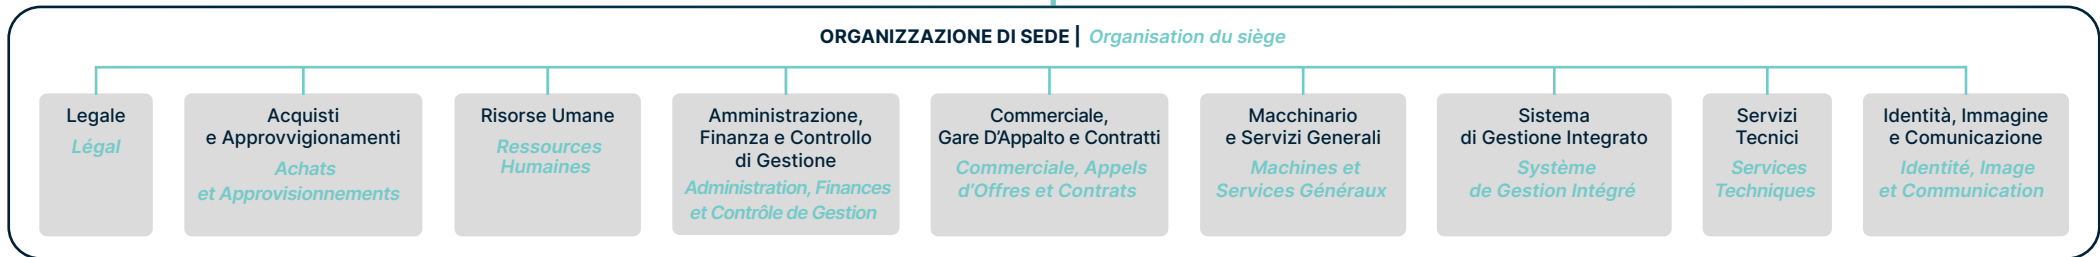 ORGANIZZAZIONE DI SEDE | Organisation du siège
Legale
Légal
Acquisti
e Approvvigionamenti
Achats
et Approvisionnements
Risorse Umane
Ressources
Humaines
Amministrazione,
Finanza e Controllo
di Gestione
Administration, Finances
et Contrôle de Gestion
Commerciale,
Gare D'Appalto e Contratti
Commerciale, Appels
d'Offres et Contrats
Macchinario
e Servizi Generali
Machines et
Services Généraux
Sistema
di Gestione Integrato
Système
de Gestion Intégré
Servizi
Tecnici
Services
Techniques
Identità, Immagine
e Comunicazione
Identité, Image
et Communication